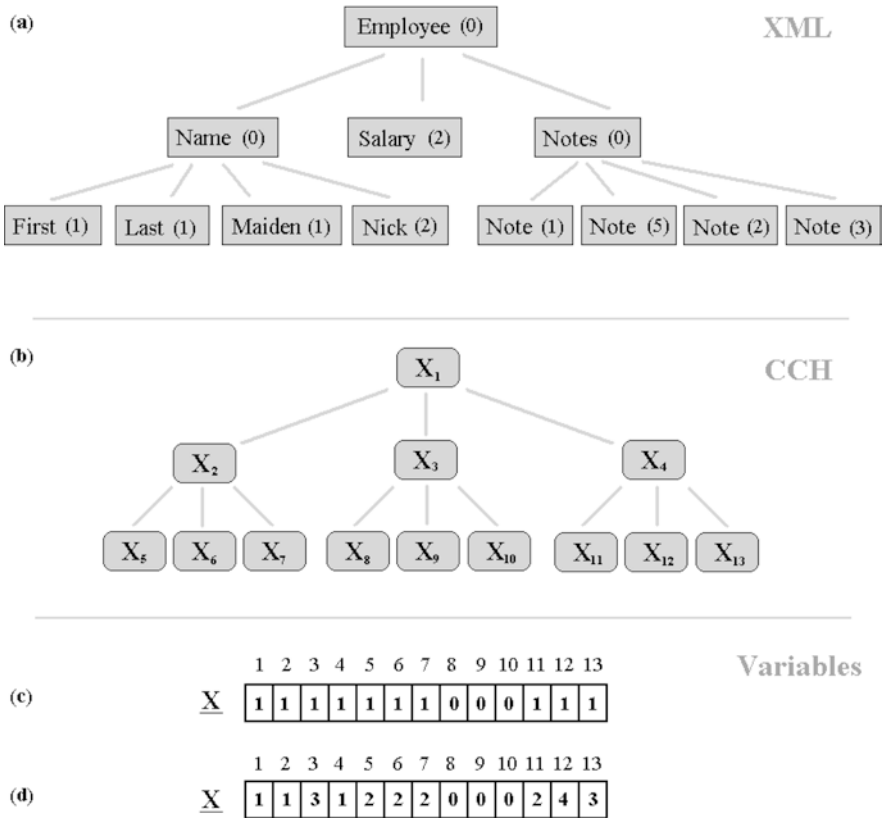 (a) Employee (0) XML
Name (0) Salary (2) Notes (0)
First (1) Last (1) Maiden (1) Nick (2) Note (1) Note (5) Note (2) Note (3)
(b) X1 CCH
X2 X3 X4
X5 X6 X7 X8 X9 X10 X11 X12 X13
Variables
1 2 3 4 5 6 7 8 9 10 11 12 13
(c) X 1 1 1 1 1 1 1 0 0 0 1 1 1
1 2 3 4 5 6 7 8 9 10 11 12 13
(d) X 1 1 3 1 2 2 2 0 0 0 2 4 3